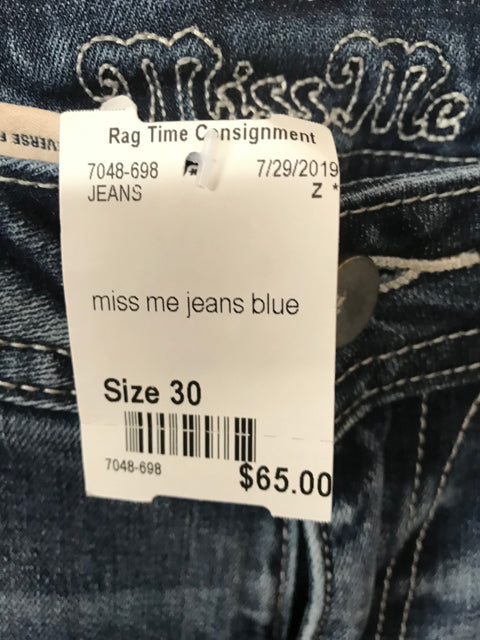 Miss Me
Rag Time Consignment
7048-698 7/29/2019
JEANS Z *
miss me jeans blue
Size 30
7048-698
$65.00